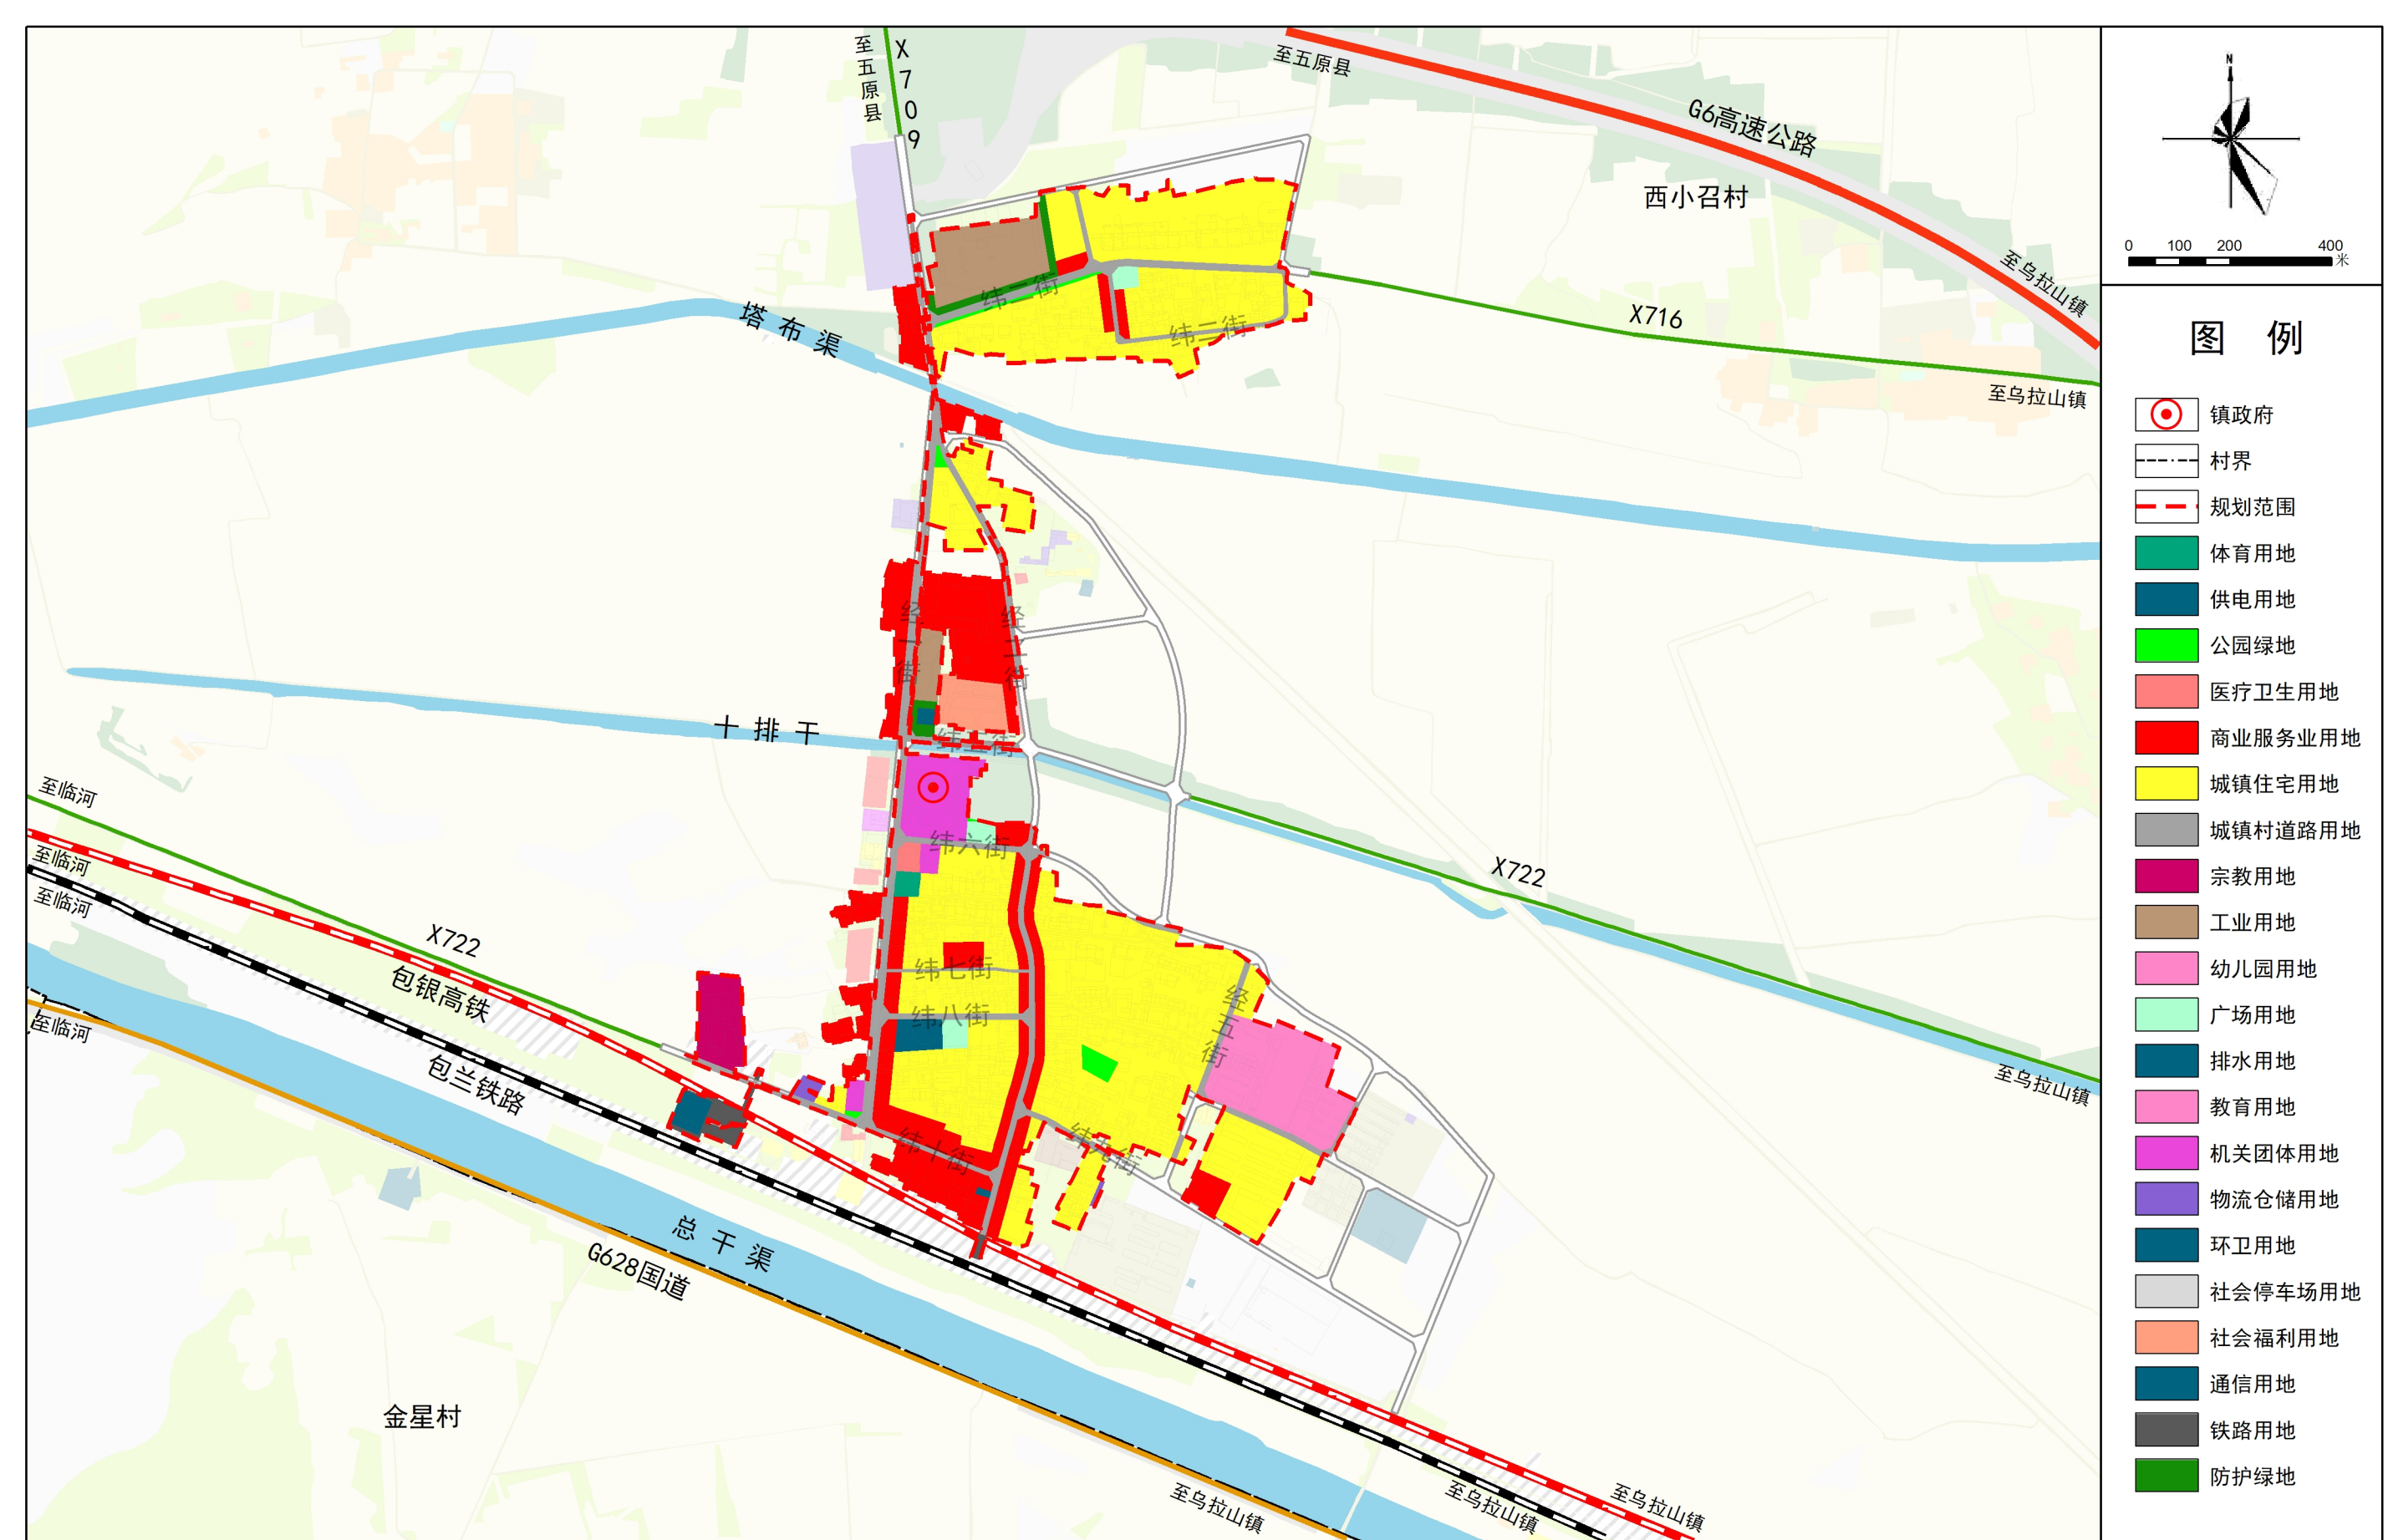 至五原县
X709
至五原县
G6高速公路
西小召村
至乌拉山镇
塔布渠
纬一街
纬二街
X716
至乌拉山镇
经一街
经二街
十排干
纬五街
至临河
至临河
至临河
纬六街
X722
X722
包银高铁
纬七街
纬八街
经五街
至临河
包兰铁路
至乌拉山镇
纬九街
纬十街
总干渠
G628国道
金星村
至乌拉山镇
至乌拉山镇
至乌拉山镇
N
0 100 200 400
米
图 例
镇政府
村界
规划范围
体育用地
供电用地
公园绿地
医疗卫生用地
商业服务业用地
城镇住宅用地
城镇村道路用地
宗教用地
工业用地
幼儿园用地
广场用地
排水用地
教育用地
机关团体用地
物流仓储用地
环卫用地
社会停车场用地
社会福利用地
通信用地
铁路用地
防护绿地